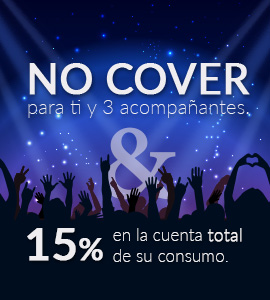 NO COVER
para ti y 3 acompañantes.
&
15% en la cuenta total
de su consumo.